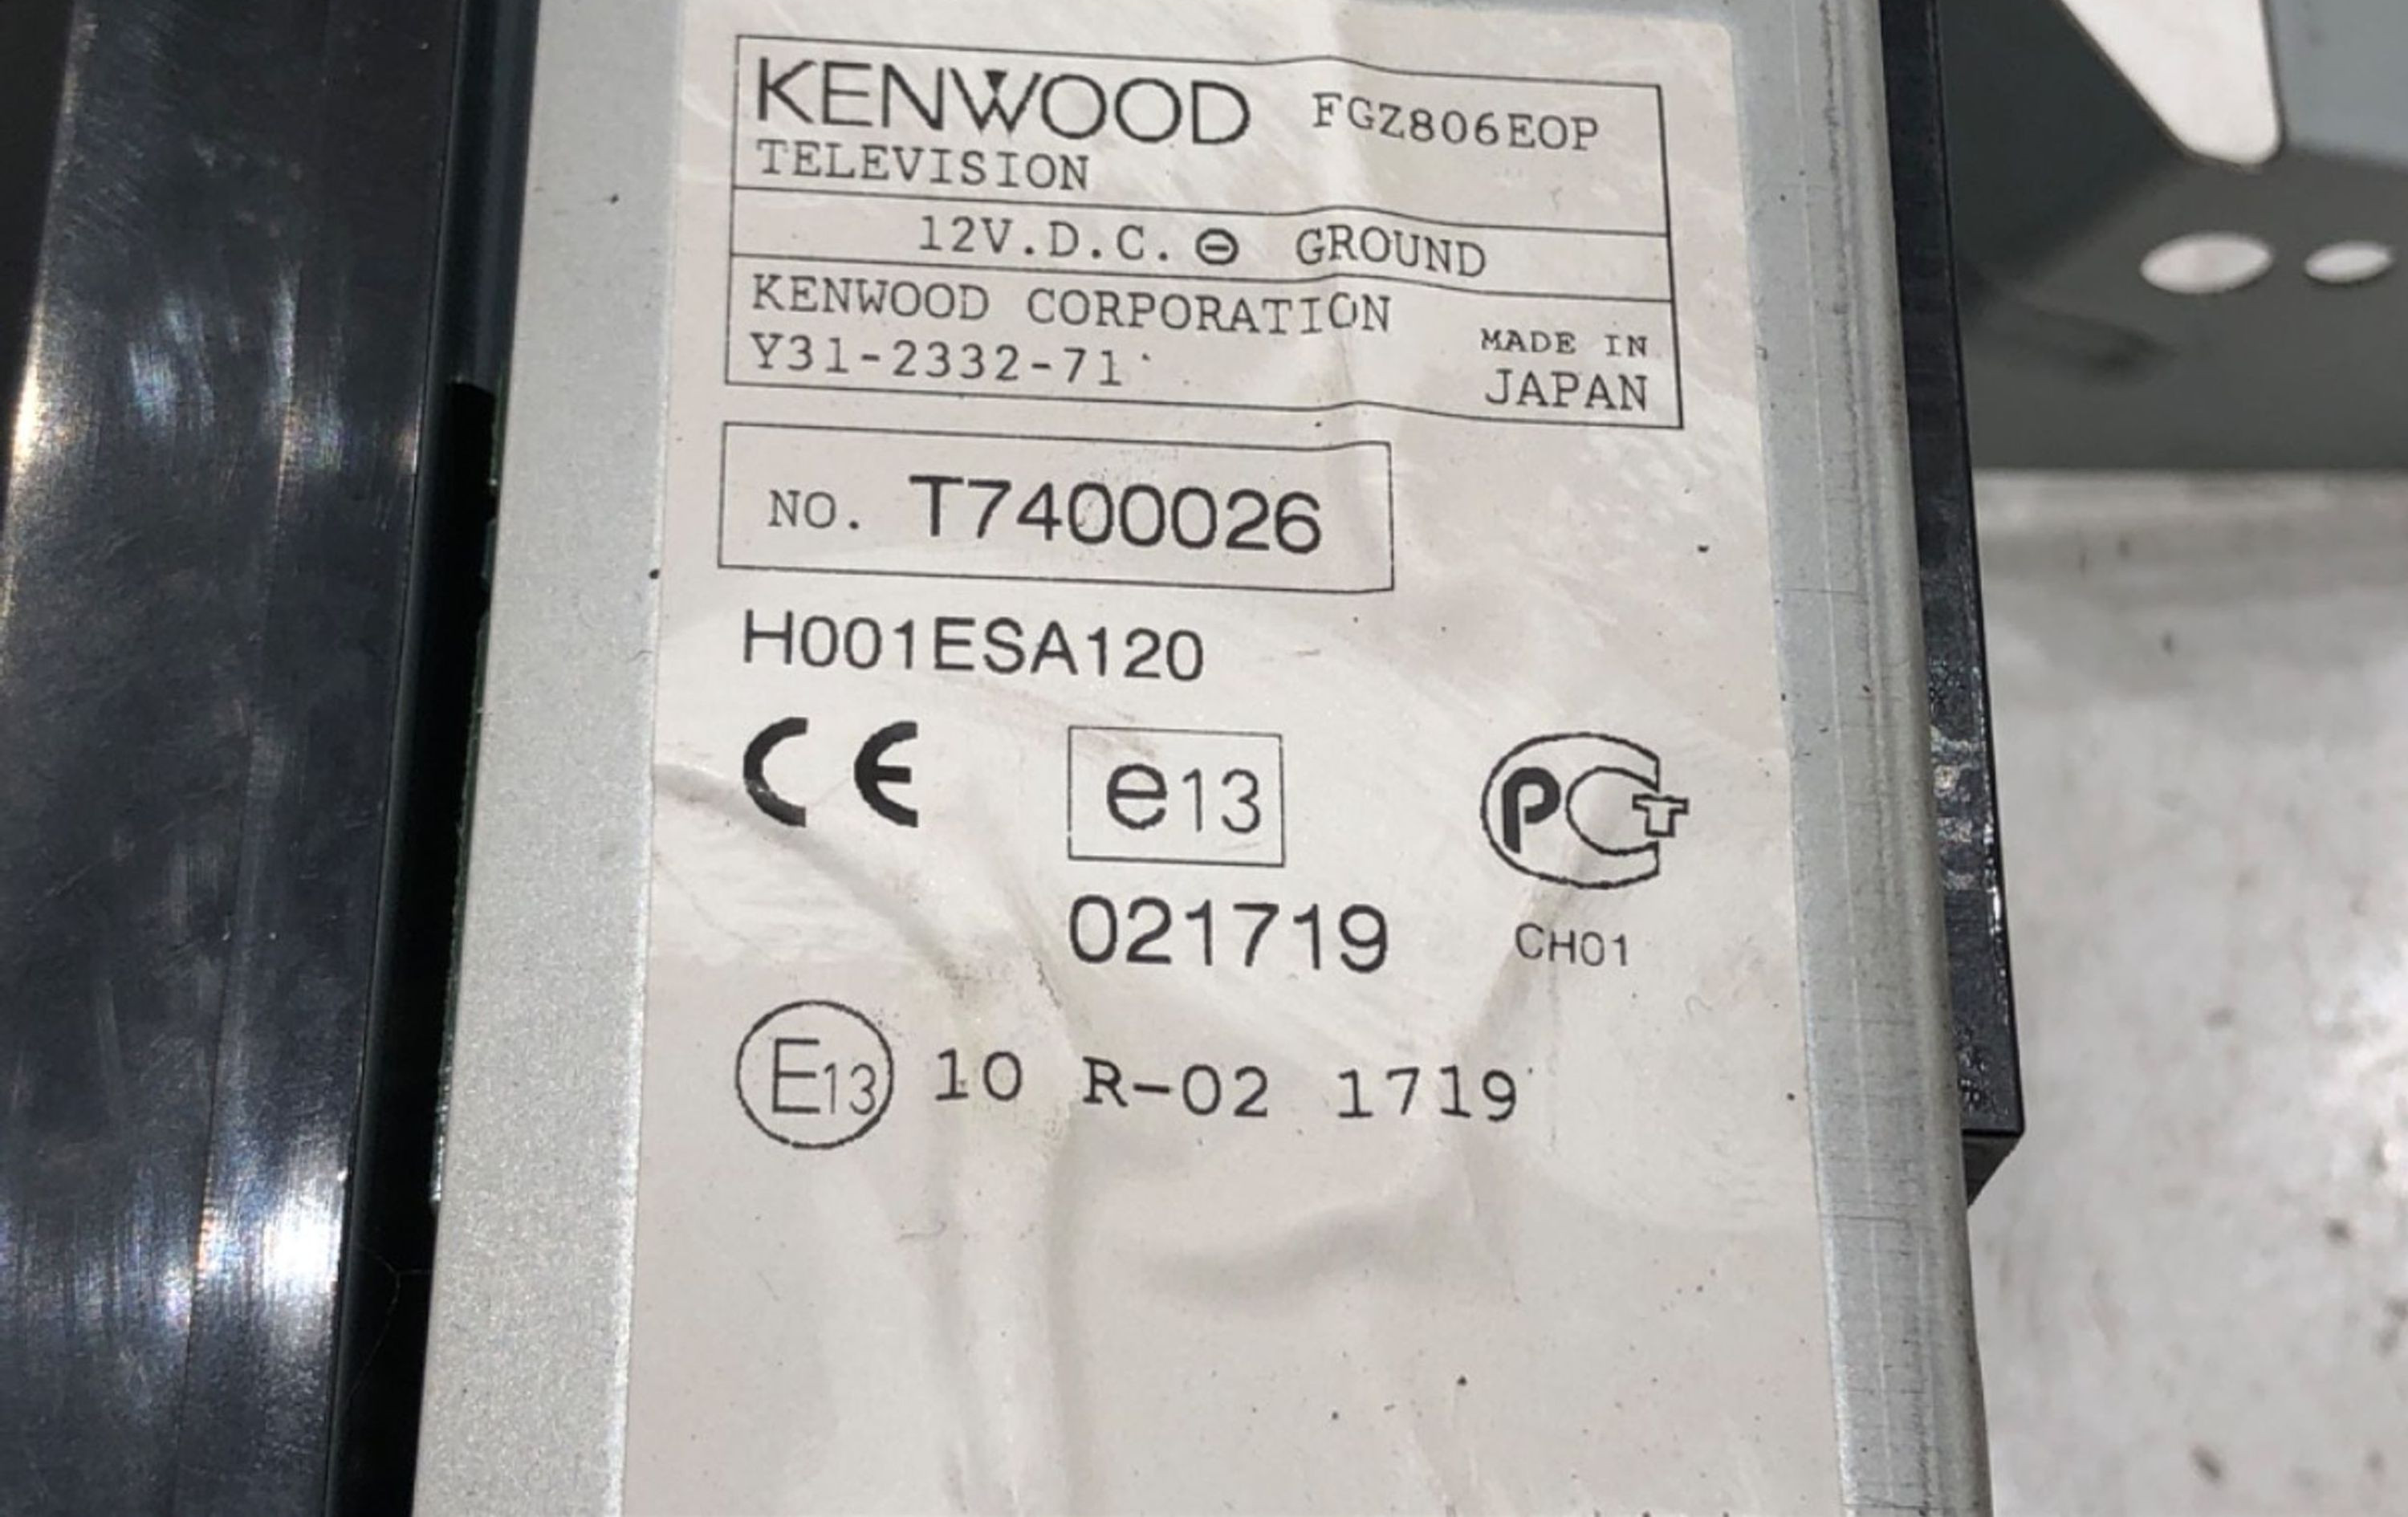 KENWOOD FGZ806EOP
TELEVISION
12V.D.C. ⊖ GROUND
KENWOOD CORPORATION
Y31-2332-71
MADE IN
JAPAN
NO. T7400026
H001ESA120
CE e13 PCT
021719 CH01
E13 10 R-02 1719